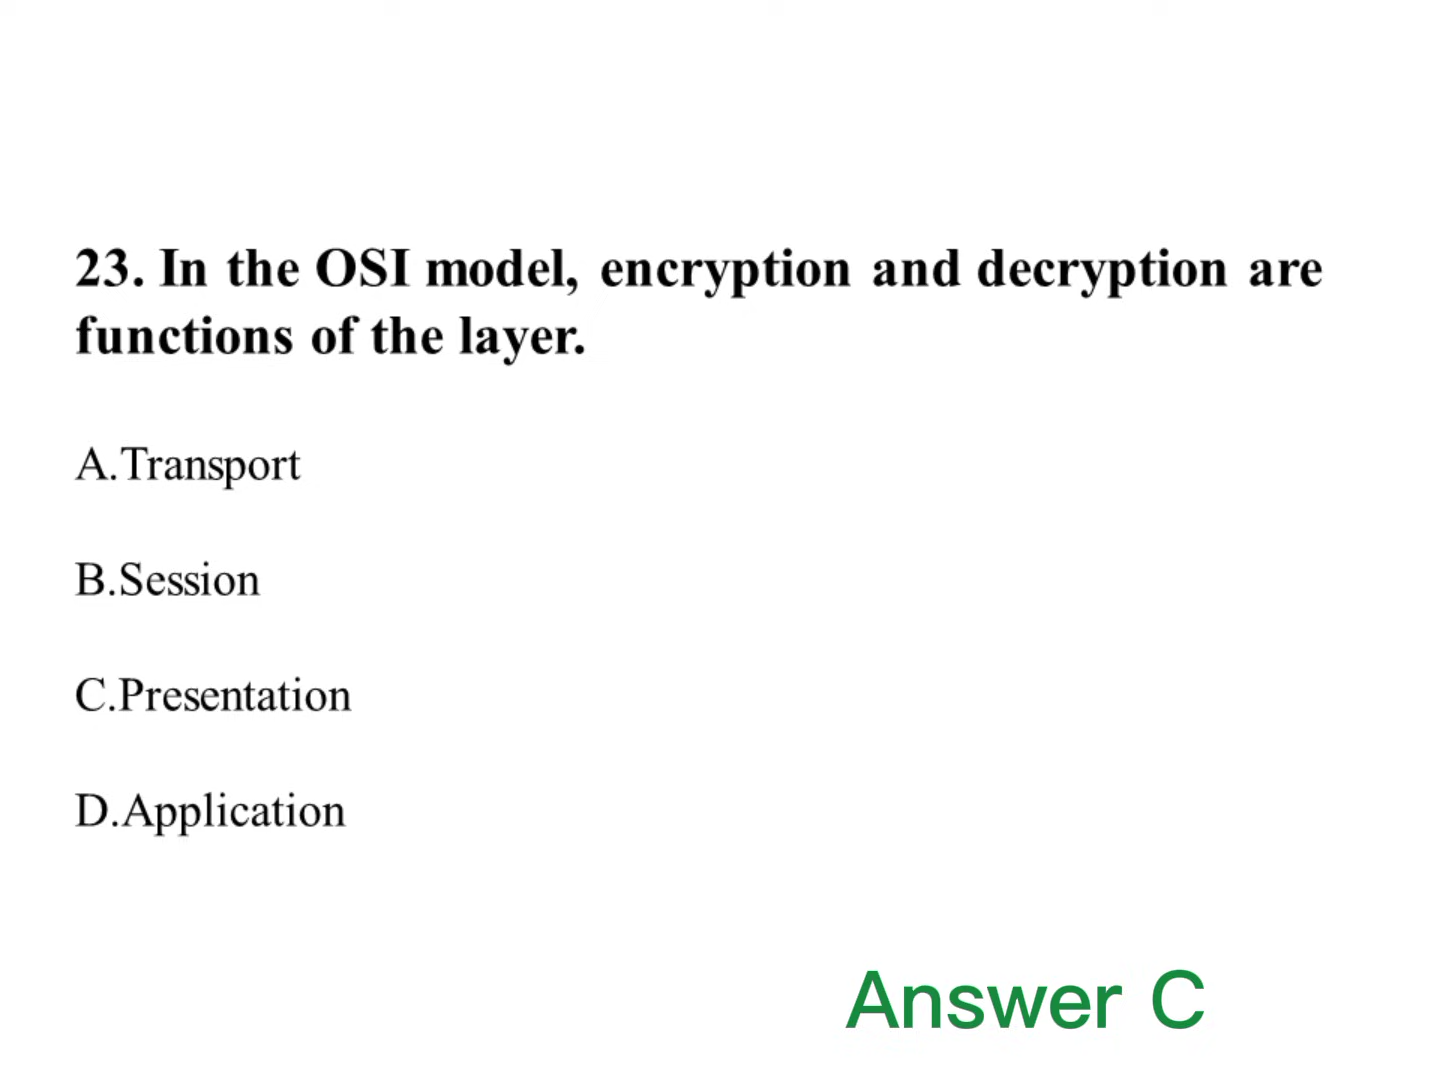 23. In the OSI model, encryption and decryption are
functions of the layer.
A.Transport
B.Session
C.Presentation
D.Application
Answer C